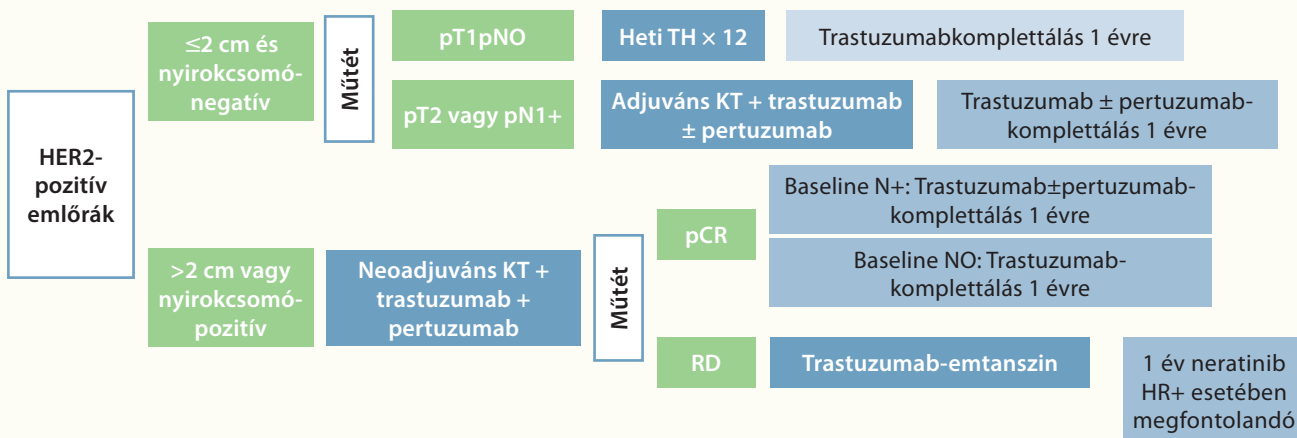 HER2-
pozitív
emlőrák
≤2 cm és
nyirokcsomó-
negatív
Műtét
pT1pNO
Heti TH × 12
Trastuzumabkomplettálás 1 évre
pT2 vagy pN1+
Adjuváns KT + trastuzumab
± pertuzumab
Trastuzumab ± pertuzumab-
komplettálás 1 évre
>2 cm vagy
nyirokcsomó-
pozitív
Neoadjuváns KT +
trastuzumab +
pertuzumab
Műtét
pCR
Baseline N+: Trastuzumab±pertuzumab-
komplettálás 1 évre
Baseline NO: Trastuzumab-
komplettálás 1 évre
RD
Trastuzumab-emtanszin
1 év neratinib
HR+ esetében
megfontolandó